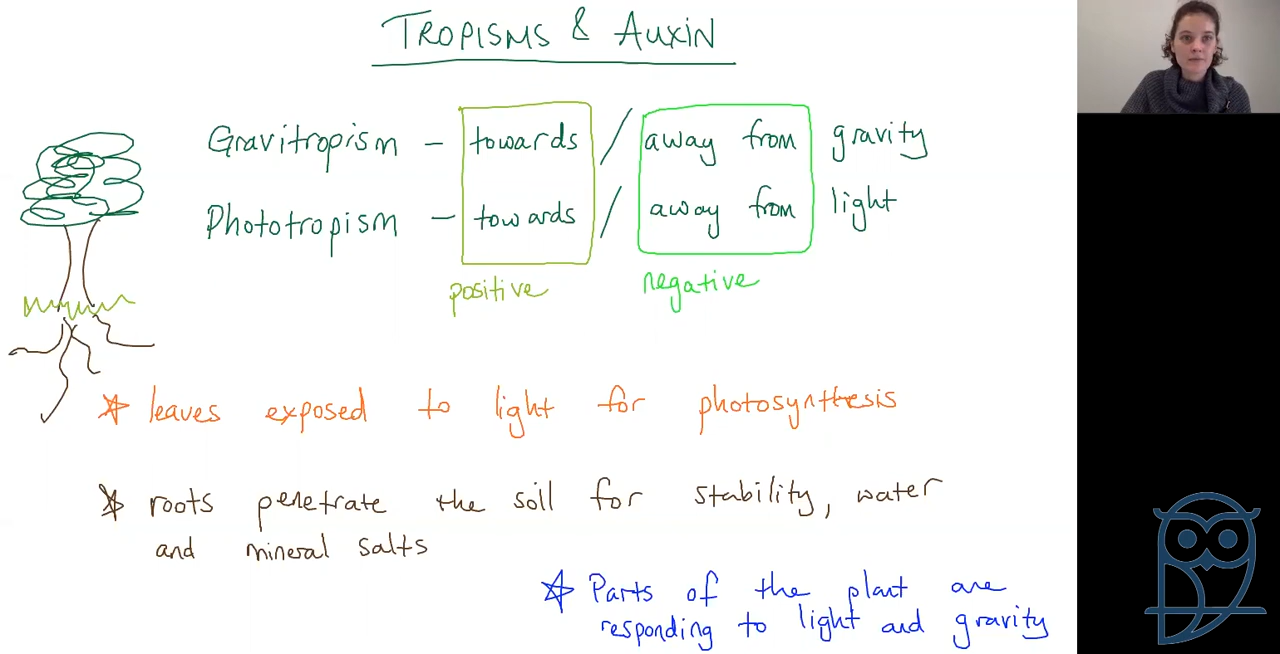 TROPISMS & AUXIN
Gravitropism - towards / away from gravity
Phototropism - towards / away from light
positive negative
* leaves exposed to light for photosynthesis
* roots penetrate the soil for stability, water
and mineral salts
* Parts of the plant are
responding to light and gravity